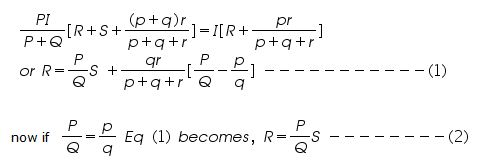 PI/P+Q [R+S+ (p+q)r/p+q+r ] = I[R+ pr/p+q+r ]
or R= P/Q S + qr/p+q+r [ P/Q - p/q ] - - - - - - - - - - - (1)
now if P/Q = p/q Eq (1) becomes, R= P/Q S - - - - - - - - (2)